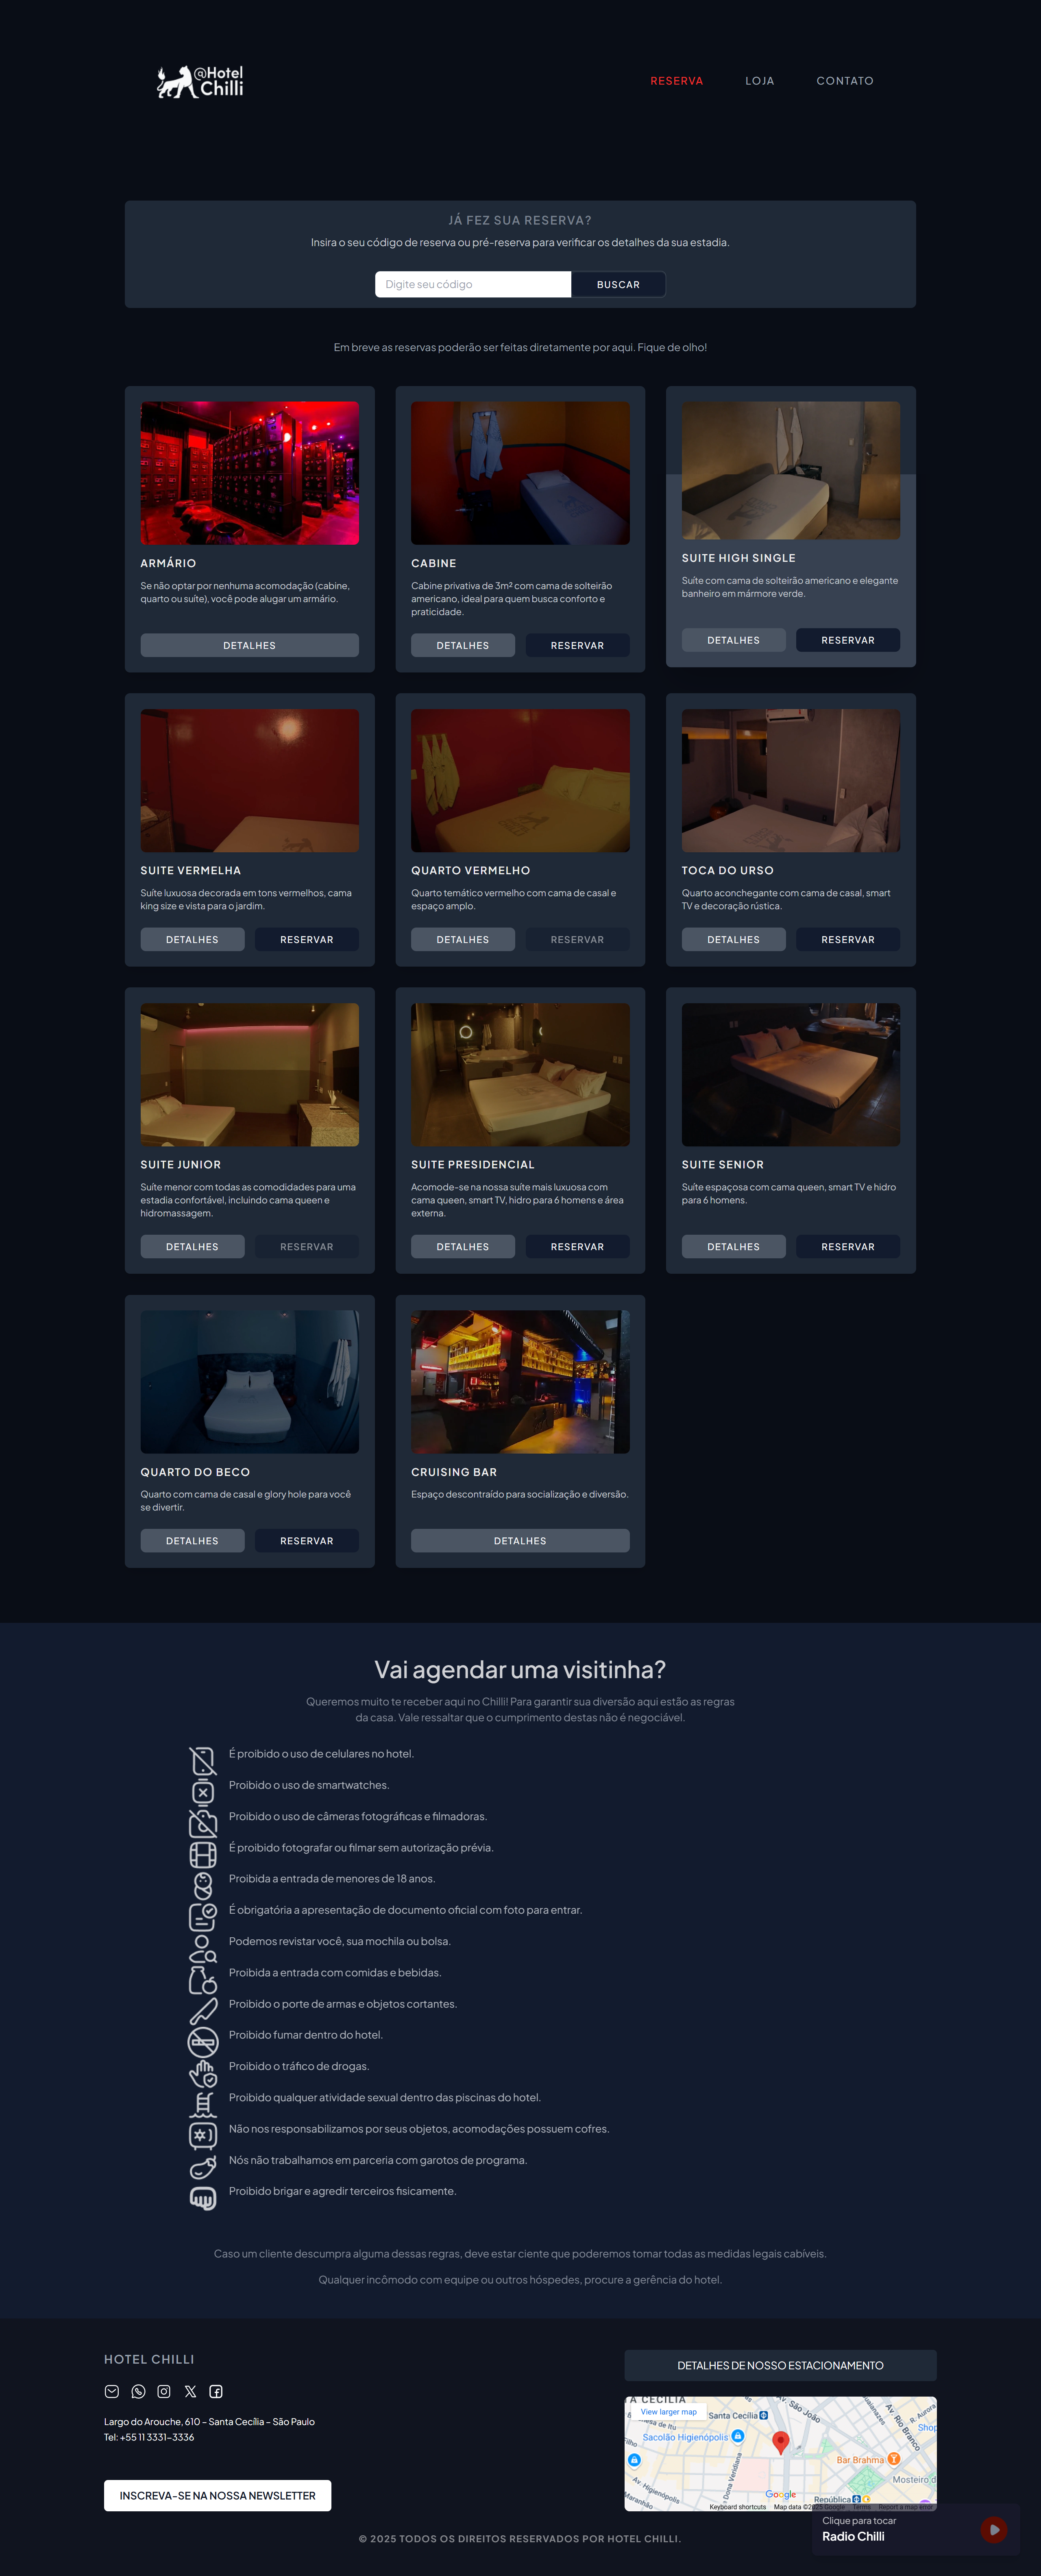 @Hotel
Chilli
RESERVA
LOJA
CONTATO
JÁ FEZ SUA RESERVA?
Insira o seu código de reserva ou pré-reserva para verificar os detalhes da sua estadia.
Digite seu código
BUSCAR
Em breve as reservas poderão ser feitas diretamente por aqui. Fique de olho!
ARMÁRIO
Se não optar por nenhuma acomodação (cabine,
quarto ou suíte), você pode alugar um armário.
DETALHES
CABINE
Cabine privativa de 3m² com cama de solteirão
americano, ideal para quem busca conforto e
praticidade.
DETALHES
RESERVAR
SUITE HIGH SINGLE
Suíte com cama de solteirão americano e elegante
banheiro em mármore verde.
DETALHES
RESERVAR
SUITE VERMELHA
Suíte luxuosa decorada em tons vermelhos, cama
king size e vista para o jardim.
DETALHES
RESERVAR
QUARTO VERMELHO
Quarto temático vermelho com cama de casal e
espaço amplo.
DETALHES
RESERVAR
TOCA DO URSO
Quarto aconchegante com cama de casal, smart
TV e decoração rústica.
DETALHES
RESERVAR
SUITE JUNIOR
Suíte menor com todas as comodidades para uma
estadia confortável, incluindo cama queen e
hidromassagem.
DETALHES
RESERVAR
SUITE PRESIDENCIAL
Acomode-se na nossa suíte mais luxuosa com
cama queen, smart TV, hidro para 6 homens e área
externa.
DETALHES
RESERVAR
SUITE SENIOR
Suíte espaçosa com cama queen, smart TV e hidro
para 6 homens.
DETALHES
RESERVAR
QUARTO DO BECO
Quarto com cama de casal e glory hole para você
se divertir.
DETALHES
RESERVAR
CRUISING BAR
Espaço descontraído para socialização e diversão.
DETALHES
Vai agendar uma visitinha?
Queremos muito te receber aqui no Chilli! Para garantir sua diversão aqui estão as regras
da casa. Vale ressaltar que o cumprimento destas não é negociável.
É proibido o uso de celulares no hotel.
Proibido o uso de smartwatches.
Proibido o uso de câmeras fotográficas e filmadoras.
É proibido fotografar ou filmar sem autorização prévia.
Proibida a entrada de menores de 18 anos.
É obrigatória a apresentação de documento oficial com foto para entrar.
Podemos revistar você, sua mochila ou bolsa.
Proibida a entrada com comidas e bebidas.
Proibido o porte de armas e objetos cortantes.
Proibido fumar dentro do hotel.
Proibido o tráfico de drogas.
Proibido qualquer atividade sexual dentro das piscinas do hotel.
Não nos responsabilizamos por seus objetos, acomodações possuem cofres.
Nós não trabalhamos em parceria com garotos de programa.
Proibido brigar e agredir terceiros fisicamente.
Caso um cliente descumpra alguma dessas regras, deve estar ciente que poderemos tomar todas as medidas legais cabíveis.
Qualquer incômodo com equipe ou outros hóspedes, procure a gerência do hotel.
HOTEL CHILLI
Largo do Arouche, 610 – Santa Cecília – São Paulo
Tel: +55 11 3331-3336
INSCREVA-SE NA NOSSA NEWSLETTER
DETALHES DE NOSSO ESTACIONAMENTO
A CECILIA
View larger map
Santa Cecília
Av. São João
R. Aurora
Av. Rio Branco
Shop
esa de Itu
Sacolão Higienópolis
filho
Bar Brahma
R. Dona Veridiana
Mosteiro d
Av. Higienópolis
Maranhão
Google
República
Keyboard shortcuts
Map data ©2025 Google
Terms
Report a map error
Clique para tocar
Radio Chilli
© 2025 TODOS OS DIREITOS RESERVADOS POR HOTEL CHILLI.